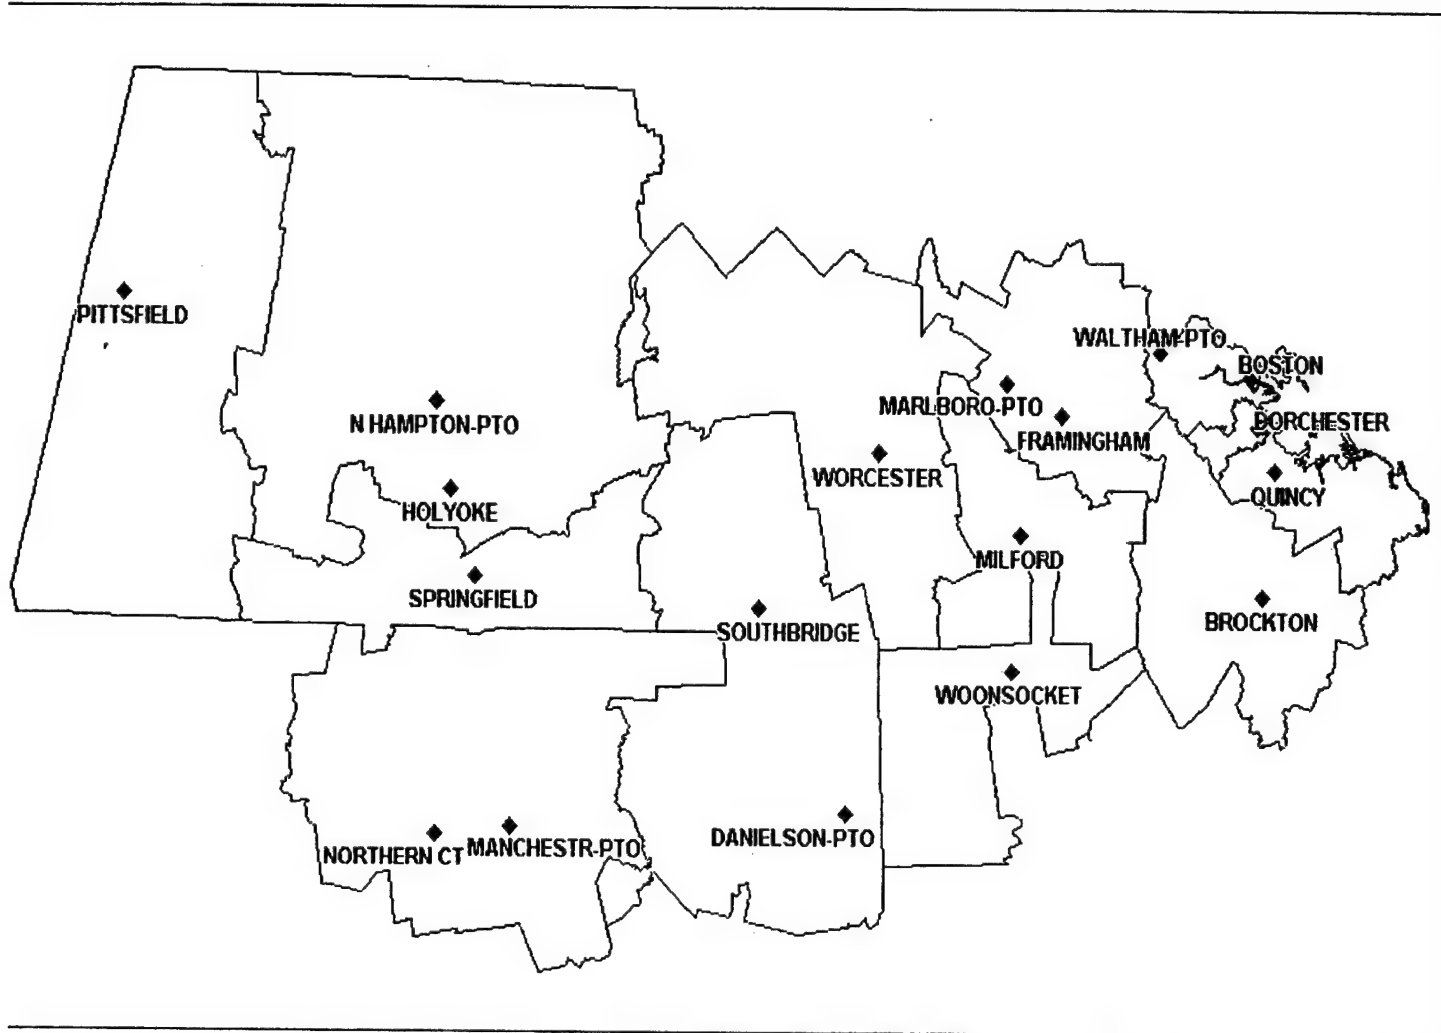 PITTSFIELD
WALTHAM-PTO
BOSTON
N HAMPTON-PTO
MARLBORO-PTO
DORCHESTER
FRAMINGHAM
HOLYOKE
WORCESTER
QUINCY
SPRINGFIELD
MILFORD
SOUTHBRIDGE
BROCKTON
WOONSOCKET
NORTHERN CT
MANCHESTR-PTO
DANIELSON-PTO